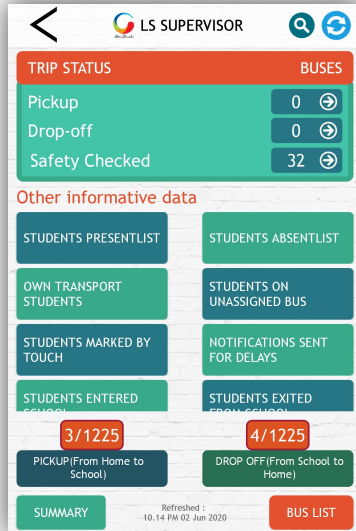 LS SUPERVISOR
TRIP STATUS BUSES
Pickup 0
Drop-off 0
Safety Checked 32
Other informative data
STUDENTS PRESENTLIST STUDENTS ABSENTLIST
OWN TRANSPORT STUDENTS ON
STUDENTS UNASSIGNED BUS
STUDENTS MARKED BY NOTIFICATIONS SENT
TOUCH FOR DELAYS
STUDENTS ENTERED STUDENTS EXITED
SCHOOL FROM SCHOOL
3/1225 4/1225
PICKUP(From Home to DROP OFF(From School to
School) Home)
SUMMARY Refreshed : BUS LIST
10.14 PM 02 Jun 2020